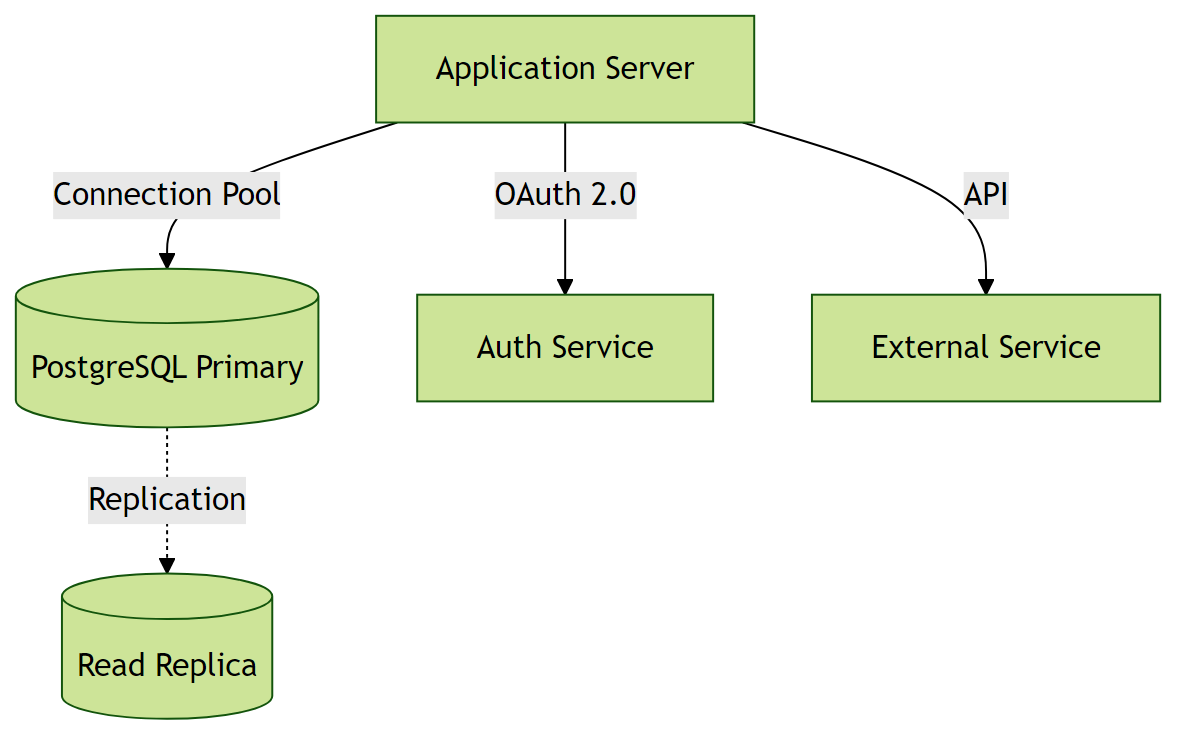 Application Server
Connection Pool
OAuth 2.0
API
PostgreSQL Primary
Auth Service
External Service
Replication
Read Replica